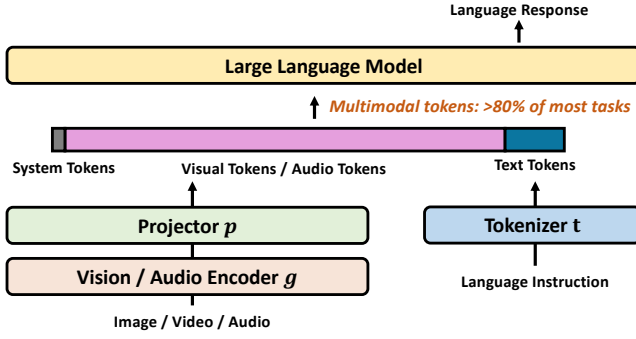 Language Response
Large Language Model
Multimodal tokens: >80% of most tasks
System Tokens
Visual Tokens / Audio Tokens
Text Tokens
Projector p
Tokenizer t
Vision / Audio Encoder g
Language Instruction
Image / Video / Audio